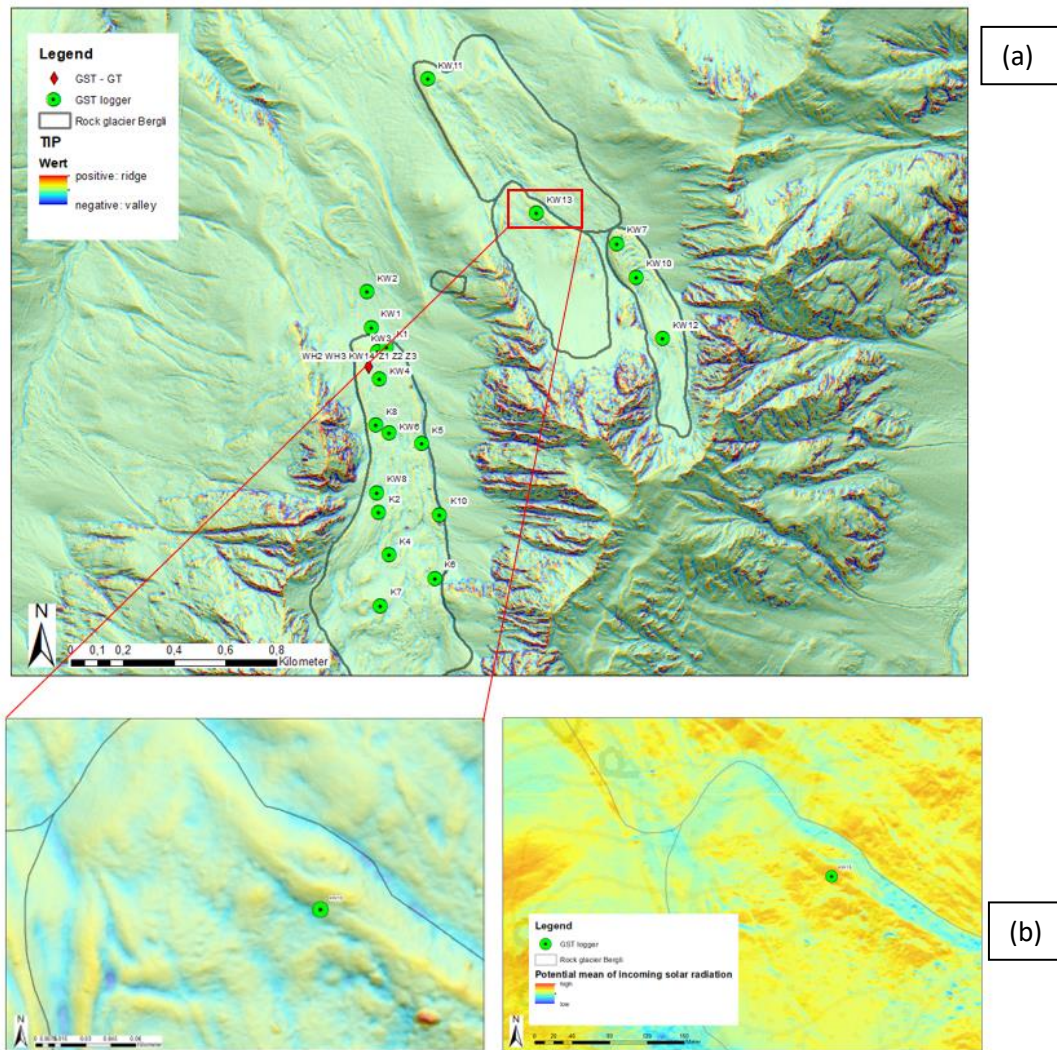 (a)
Legend
GST - GT
GST logger
Rock glacier Bergli
TIP
Wert
positive: ridge
negative: valley
KW11
KW13
KW7
KW10
KW2
KW12
KW1
K1
KW3
WH2 WH3 KW14 Z1 Z2 Z3
KW4
K8
KW6
K5
KW8
K2
K10
K4
K6
K7
N
0 0,1 0,2 0,4 0,6 0,8
Kilometer
N
Kilometer
KW13
Legend
GST logger
Rock glacier Bergli
Potential mean of incoming solar radiation
high
low
N
Meter
(b)